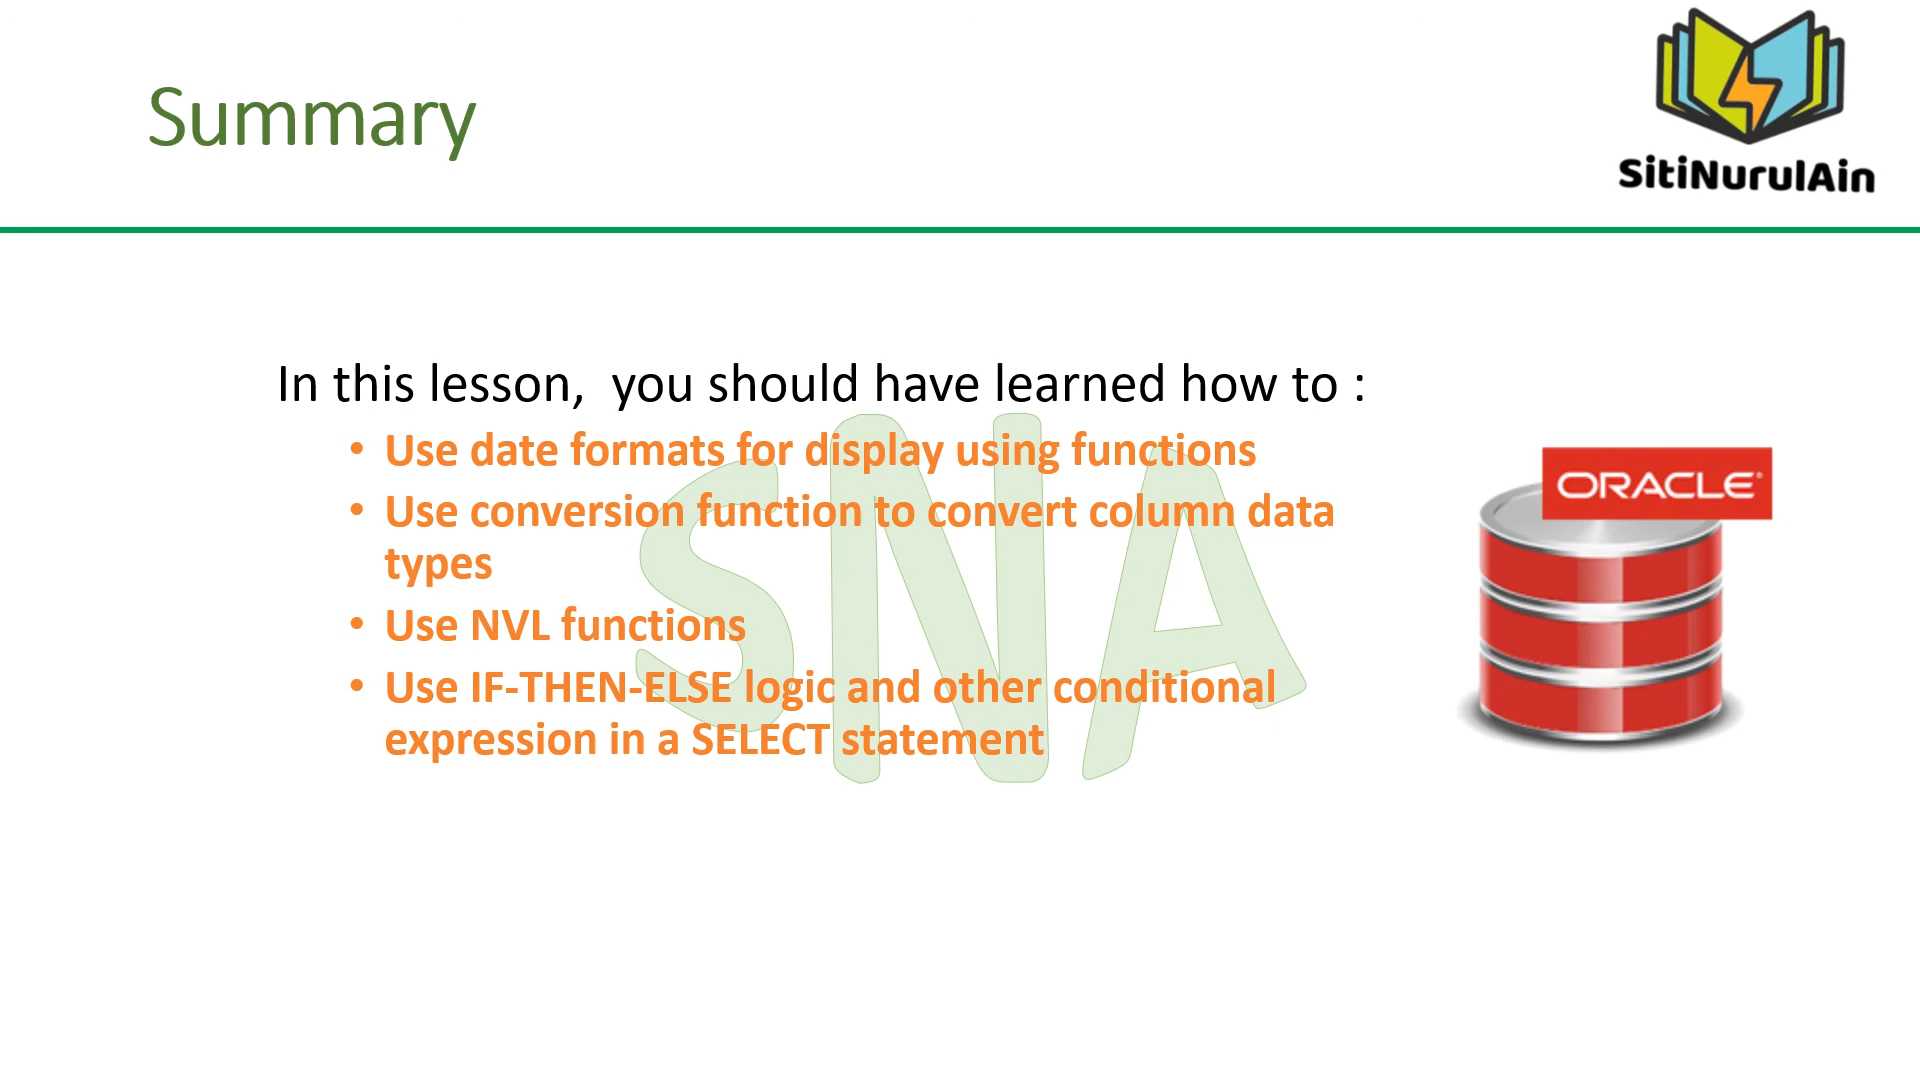 Summary
SitiNurulAin
In this lesson,  you should have learned how to :
• Use date formats for display using functions
• Use conversion function to convert column data
types
• Use NVL functions
• Use IF-THEN-ELSE logic and other conditional
expression in a SELECT statement
SNA
ORACLE®